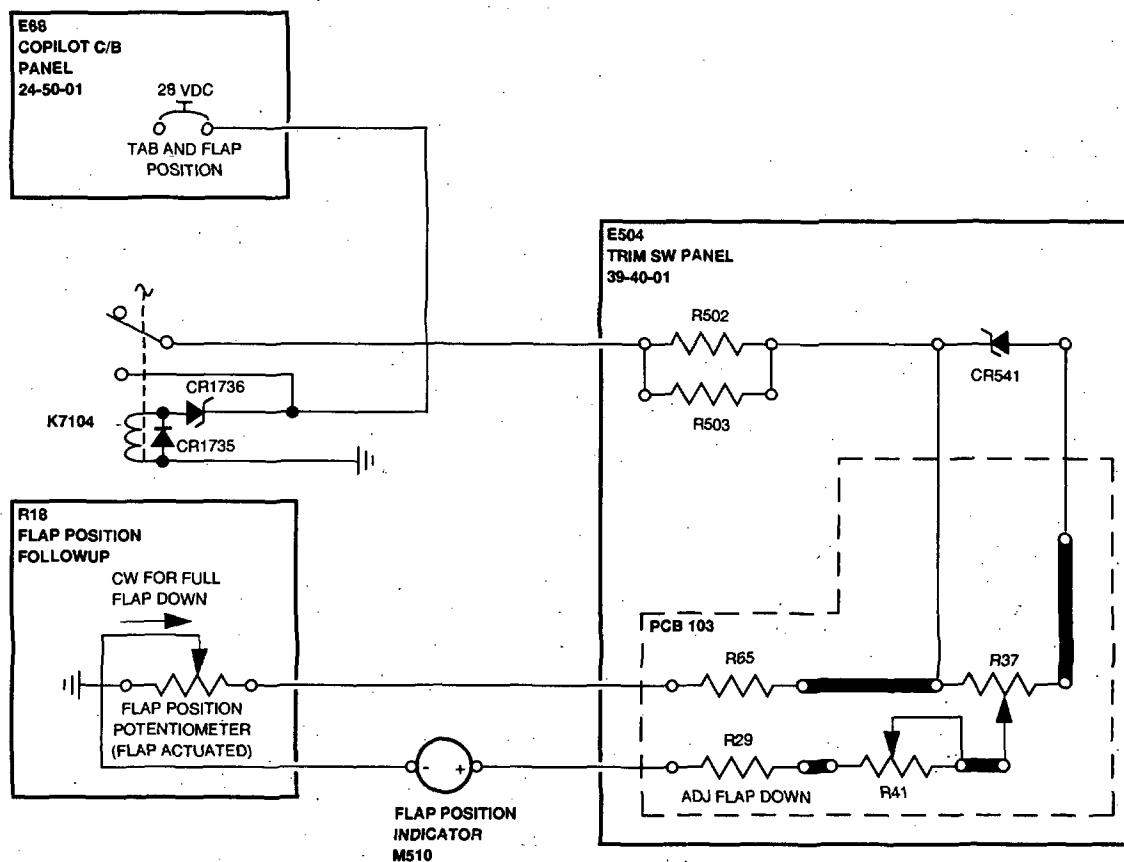 E68
COPILOT C/B
PANEL
24-50-01
28 VDC
TAB AND FLAP
POSITION
E504
TRIM SW PANEL
39-40-01
R502
R503
CR541
CR1736
K7104
CR1735
R18
FLAP POSITION
FOLLOWUP
CW FOR FULL
FLAP DOWN
FLAP POSITION
POTENTIOMETER
(FLAP ACTUATED)
PCB 103
R65
R37
R29
ADJ FLAP DOWN
R41
- +
FLAP POSITION
INDICATOR
M510